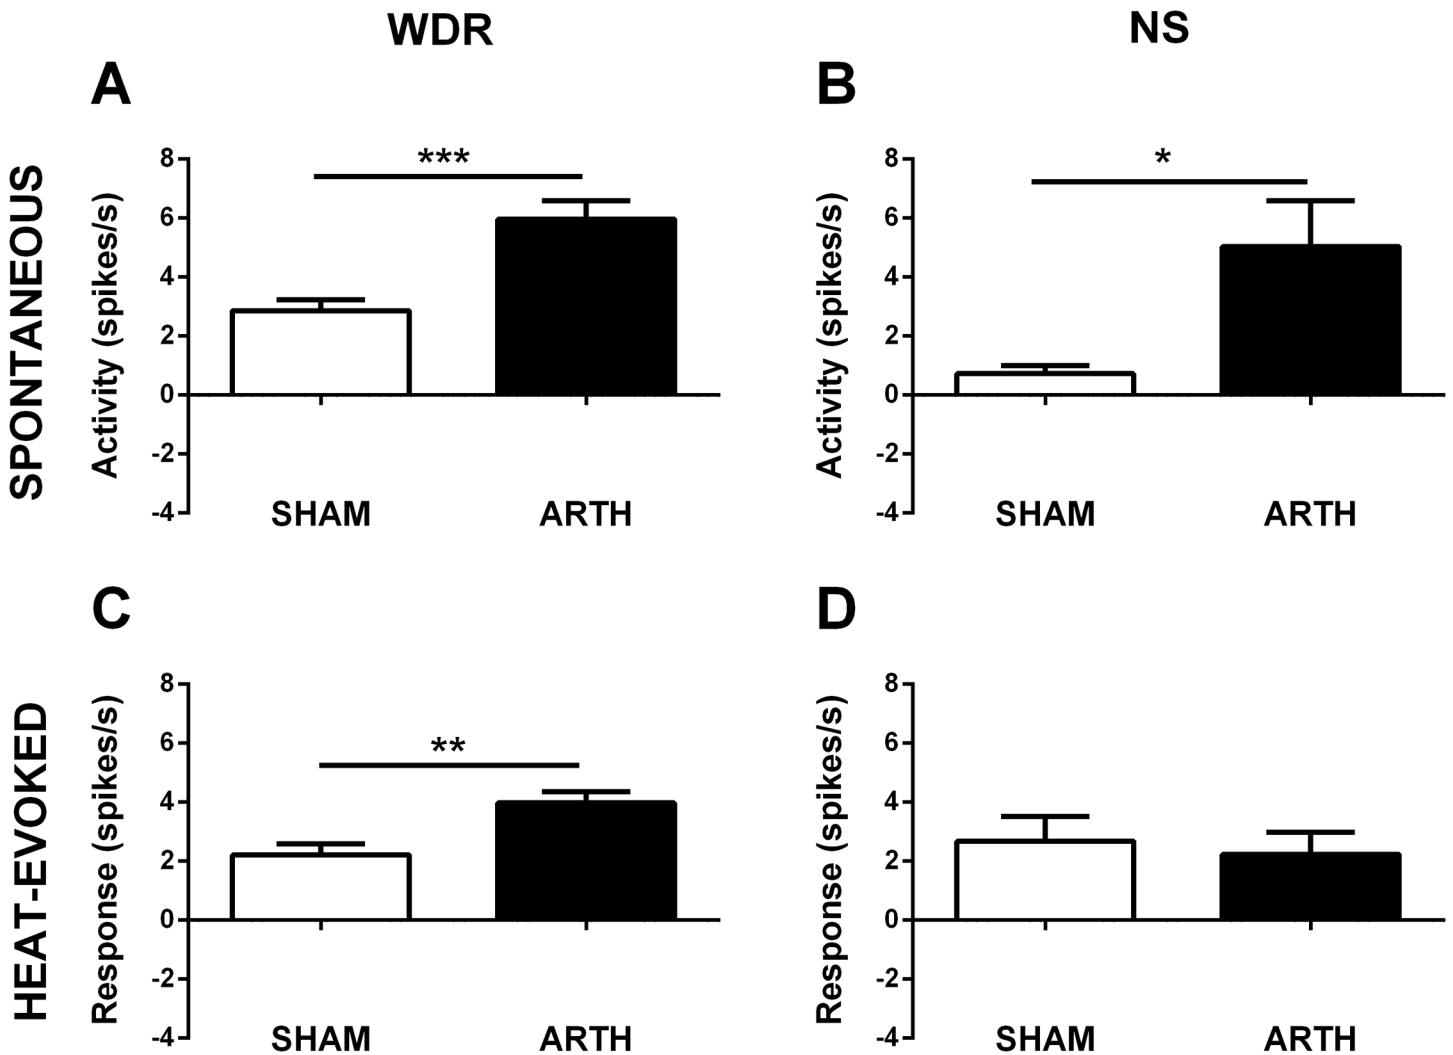 WDR
NS
A
B
SPONTANEOUS
Activity (spikes/s)
8
6
4
2
0
-2
-4
***
SHAM
ARTH
Activity (spikes/s)
8
6
4
2
0
-2
-4
*
SHAM
ARTH
C
D
HEAT-EVOKED
Response (spikes/s)
8
6
4
2
0
-2
-4
**
SHAM
ARTH
Response (spikes/s)
8
6
4
2
0
-2
-4
SHAM
ARTH